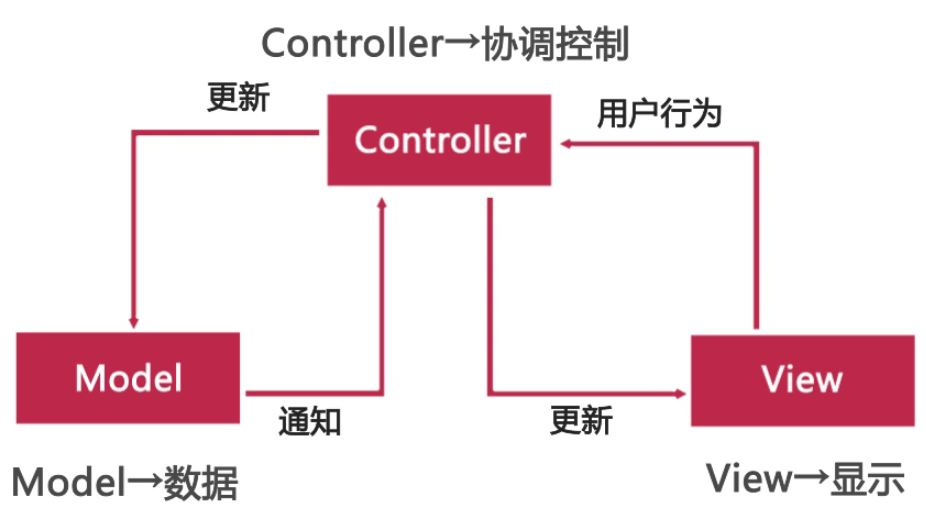 Controller→协调控制
更新
用户行为
Controller
Model
View
通知
更新
Model→数据
View→显示